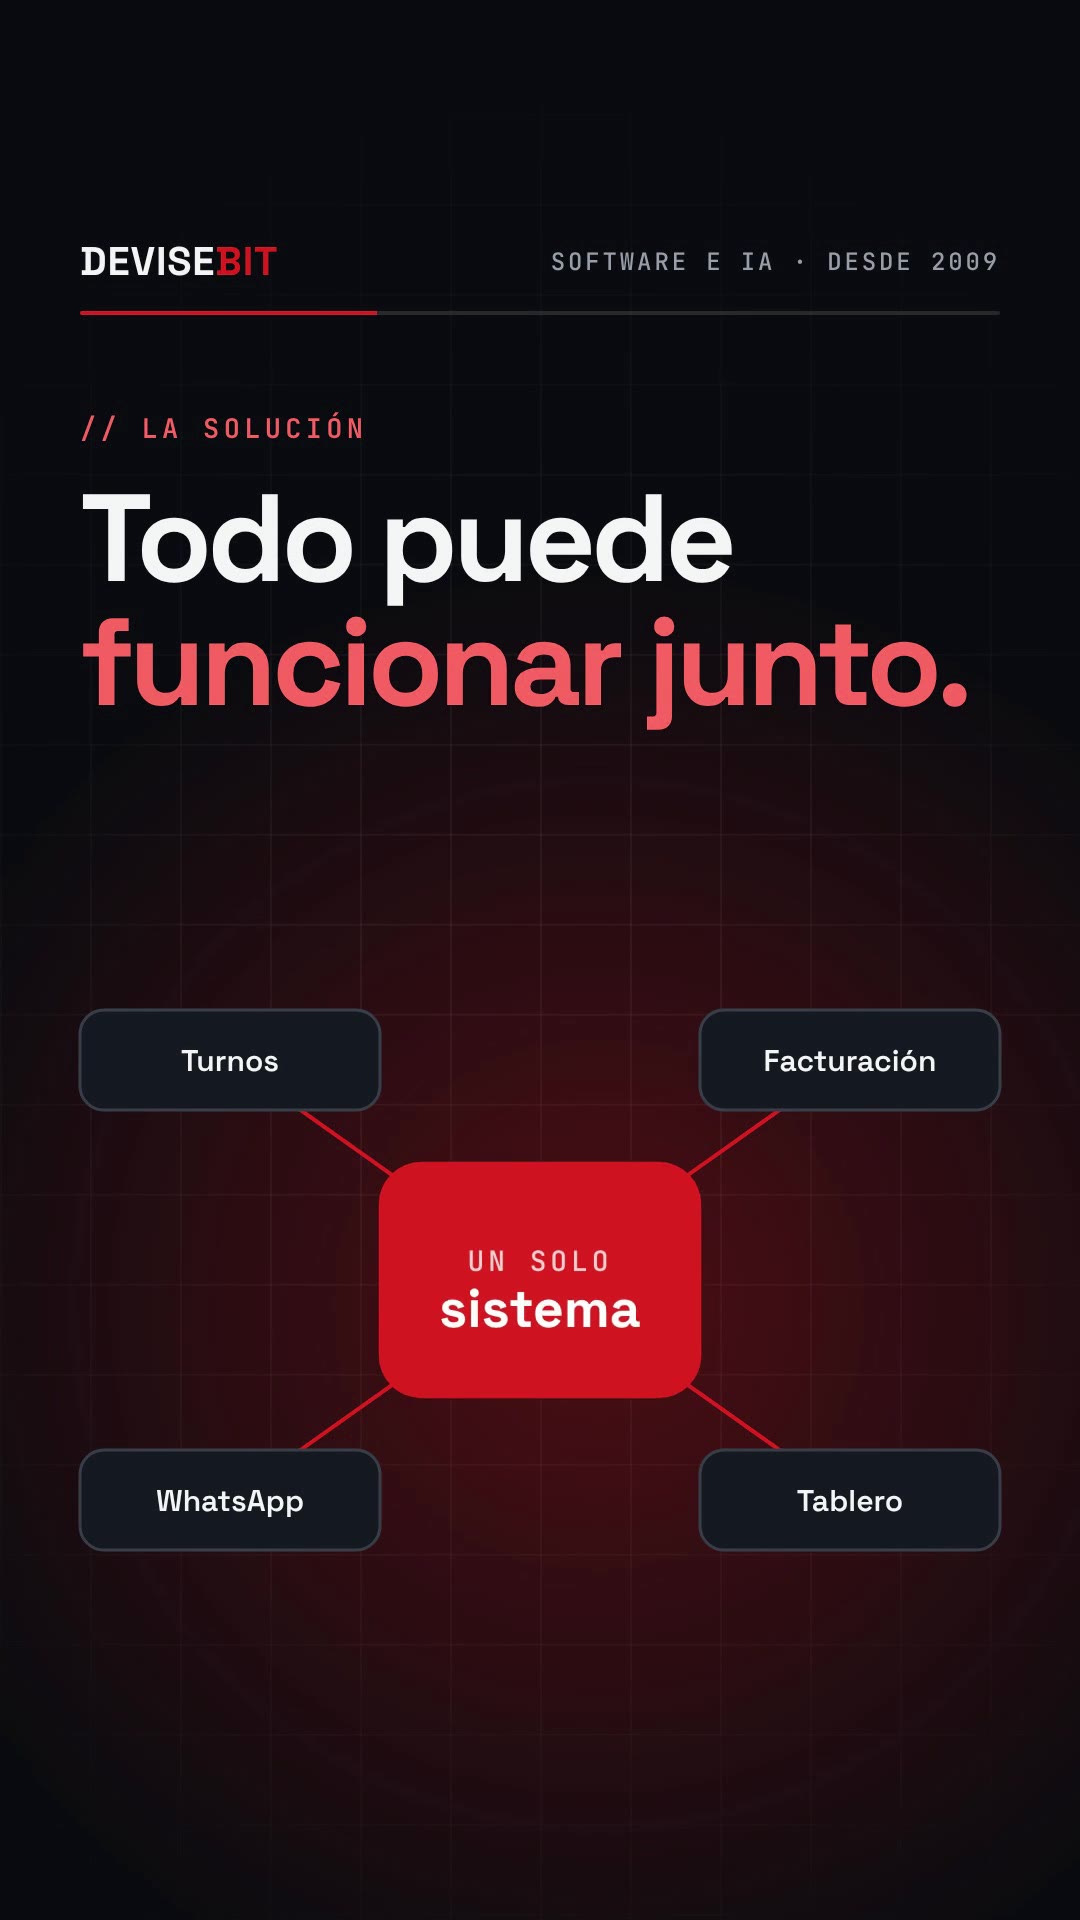 DEVISEBIT
SOFTWARE E IA · DESDE 2009
// LA SOLUCIÓN
Todo puede
funcionar junto.
Turnos
Facturación
UN SOLO
sistema
WhatsApp
Tablero